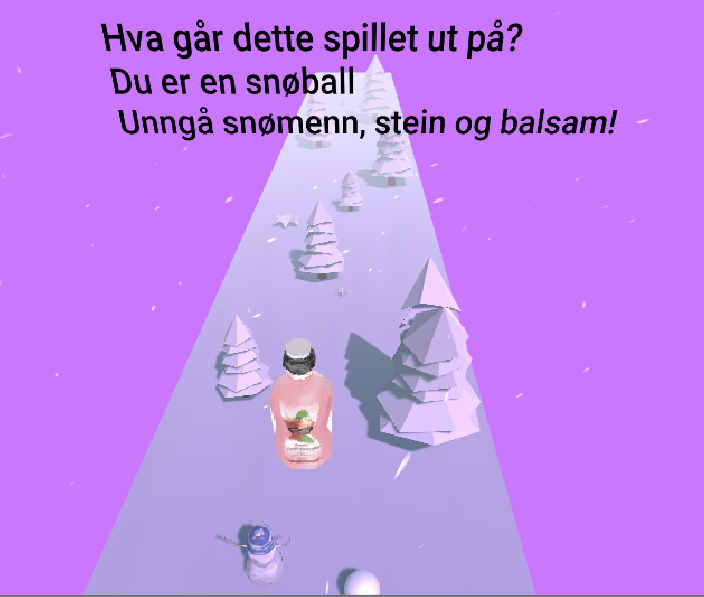 Hva går dette spillet ut på?
Du er en snøball
Unngå snømenn, stein og balsam!